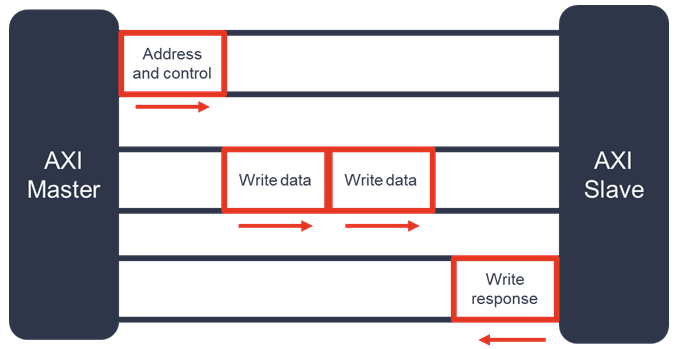 Address
and control
AXI
Master
Write data
Write data
AXI
Slave
Write
response